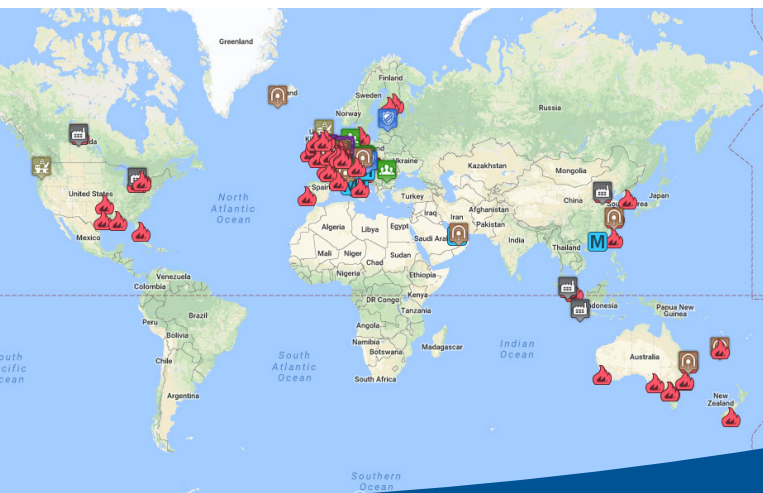 Greenland
Finland
Sweden
Norway
Russia
Ukraine
Kazakhstan
Mongolia
United States
North
Atlantic
Ocean
Spain
Turkey
China
Japan
Iraq
Iran
Afghanistan
Pakistan
Algeria
Libya
Egypt
Mexico
Mali
Niger
Chad
Sudan
India
Thailand
M
Nigeria
Ethiopia
Venezuela
Colombia
Kenya
DR Congo
Tanzania
Papua New
Guinea
Peru
Brazil
Bolivia
Angola
Namibia
Botswana
Madagascar
Indian
Ocean
Australia
Chile
South
Atlantic
Ocean
South Africa
Argentina
New
Zealand
Southern
Ocean